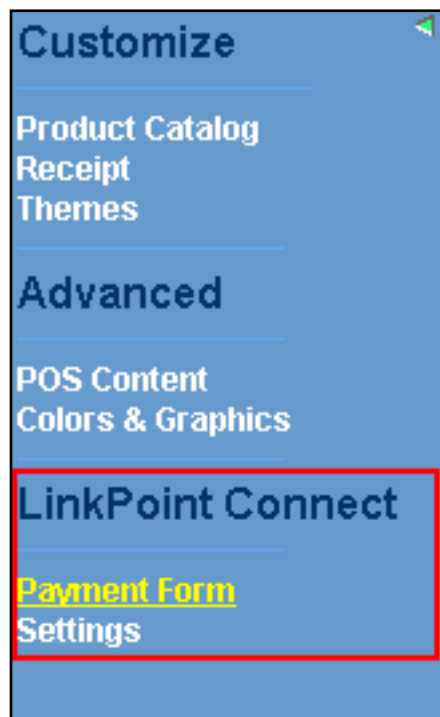 Customize
Product Catalog
Receipt
Themes
Advanced
POS Content
Colors & Graphics
LinkPoint Connect
Payment Form
Settings